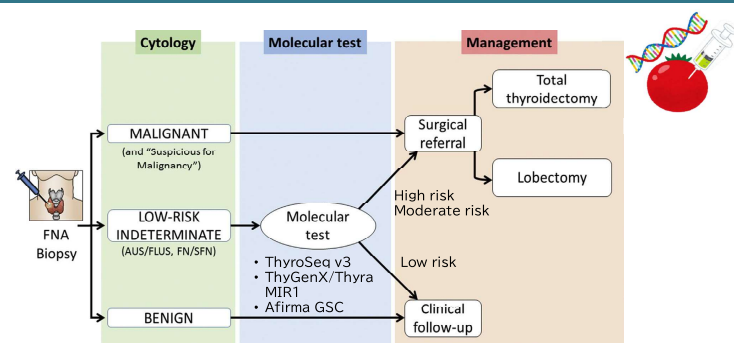 Cytology
Molecular test
Management
FNA
Biopsy
MALIGNANT
(and "Suspicious for
Malignancy")
LOW-RISK
INDETERMINATE
(AUS/FLUS, FN/SFN)
BENIGN
Molecular
test
• ThyroSeq v3
• ThyGenX/Thyra
MIR1
• Afirma GSC
High risk
Moderate risk
Low risk
Surgical
referral
Clinical
follow-up
Total
thyroidectomy
Lobectomy